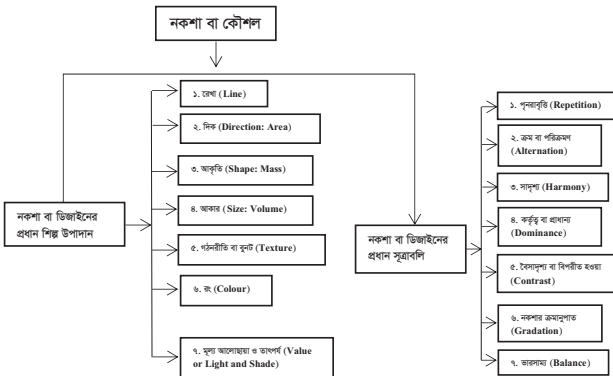 নকশা বা কৌশল
নকশা বা ডিজাইনের
প্রধান শিল্প উপাদান
১. রেখা (Line)
২. দিক (Direction: Area)
৩. আকৃতি (Shape: Mass)
৪. আকার (Size: Volume)
৫. গঠনরীতি বা বুনট (Texture)
৬. রং (Colour)
৭. মূল্য আলোছায়া ও তাৎপর্য (Value
or Light and Shade)
নকশা বা ডিজাইনের
প্রধান সূত্রাবলি
১. পুনরাবৃত্তি (Repetition)
২. ক্রম বা পরিক্রমণ
(Alternation)
৩. সাদৃশ্য (Harmony)
৪. কর্তৃত্ব বা প্রাধান্য
(Dominance)
৫. বৈসাদৃশ্য বা বিপরীত হওয়া
(Contrast)
৬. নকশার ক্রমানুপাত
(Gradation)
৭. ভারসাম্য (Balance)